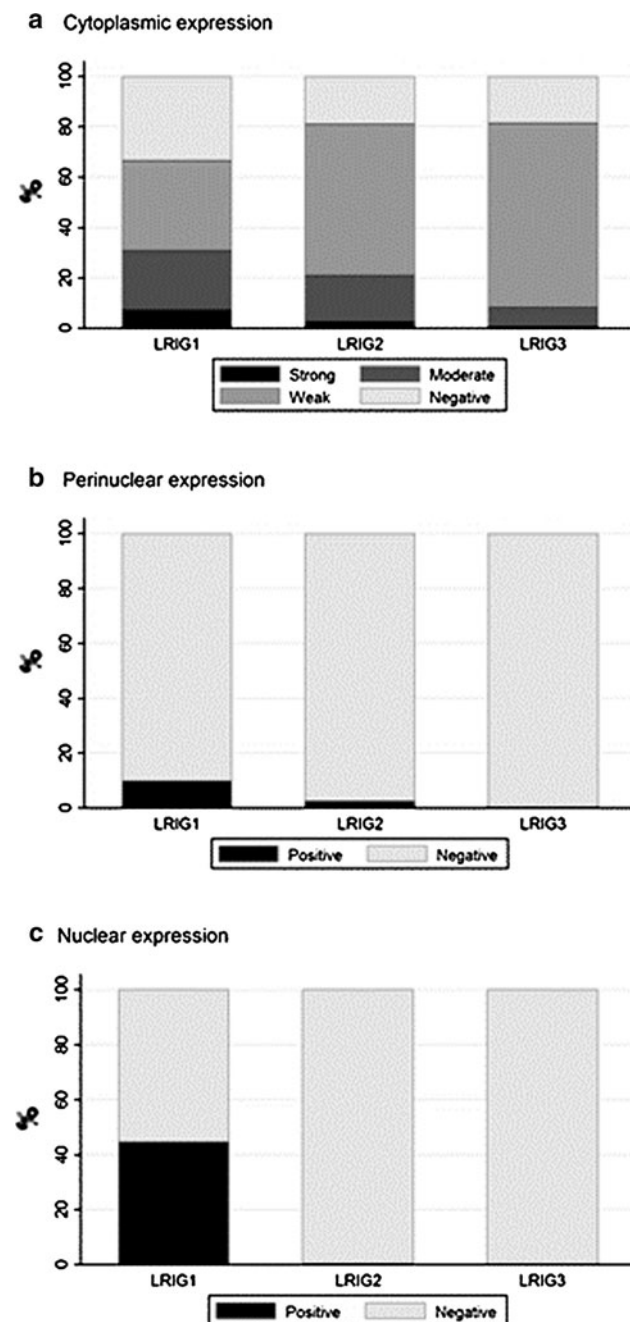 a Cytoplasmic expression
100
80
60
40
20
0
%
LRIG1 LRIG2 LRIG3
Strong Moderate
Weak Negative
b Perinuclear expression
100
80
60
40
20
0
%
LRIG1 LRIG2 LRIG3
Positive Negative
c Nuclear expression
100
80
60
40
20
0
%
LRIG1 LRIG2 LRIG3
Positive Negative